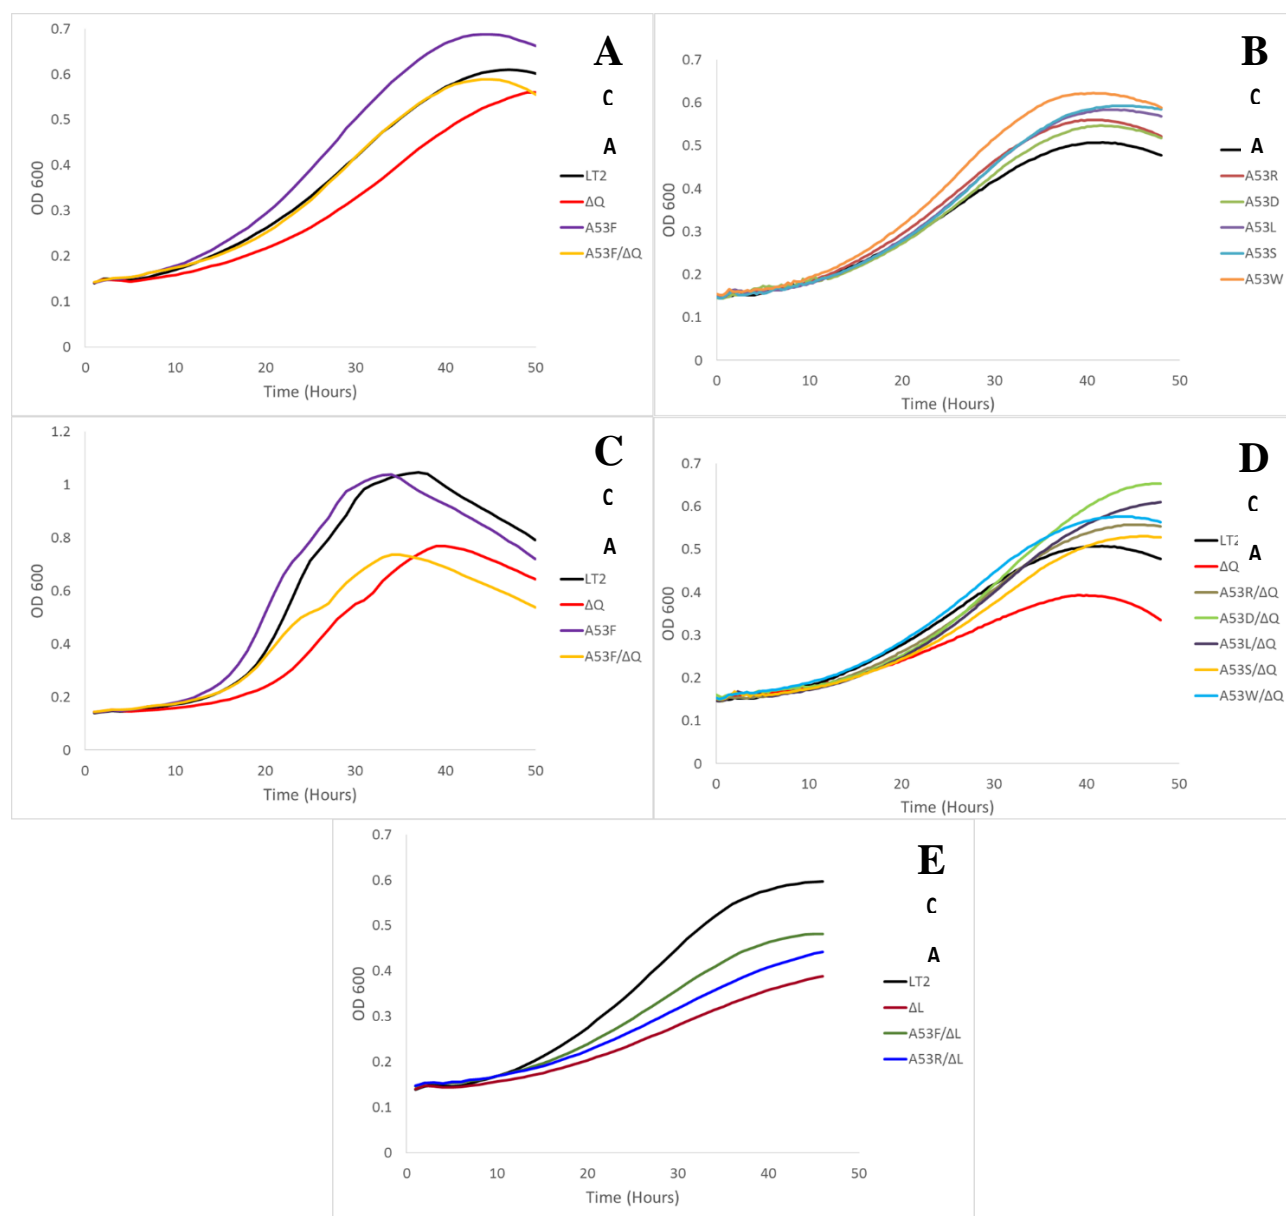 A
C
A
0.7
0.6
0.5
0.4
0.3
0.2
0.1
0
OD 600
0 10 20 30 40 50
Time (Hours)
LT2
ΔQ
A53F
A53F/ΔQ
B
C
A
0.7
0.6
0.5
0.4
0.3
0.2
0.1
0
OD 600
0 10 20 30 40 50
Time (Hours)
A53R
A53D
A53L
A53S
A53W
C
C
A
1.2
1
0.8
0.6
0.4
0.2
0
OD 600
0 10 20 30 40 50
Time (Hours)
LT2
ΔQ
A53F
A53F/ΔQ
D
C
A
0.7
0.6
0.5
0.4
0.3
0.2
0.1
0
OD 600
0 10 20 30 40 50
Time (Hours)
LT2
ΔQ
A53R/ΔQ
A53D/ΔQ
A53L/ΔQ
A53S/ΔQ
A53W/ΔQ
E
C
A
0.7
0.6
0.5
0.4
0.3
0.2
0.1
0
OD 600
0 10 20 30 40 50
Time (Hours)
LT2
ΔL
A53F/ΔL
A53R/ΔL